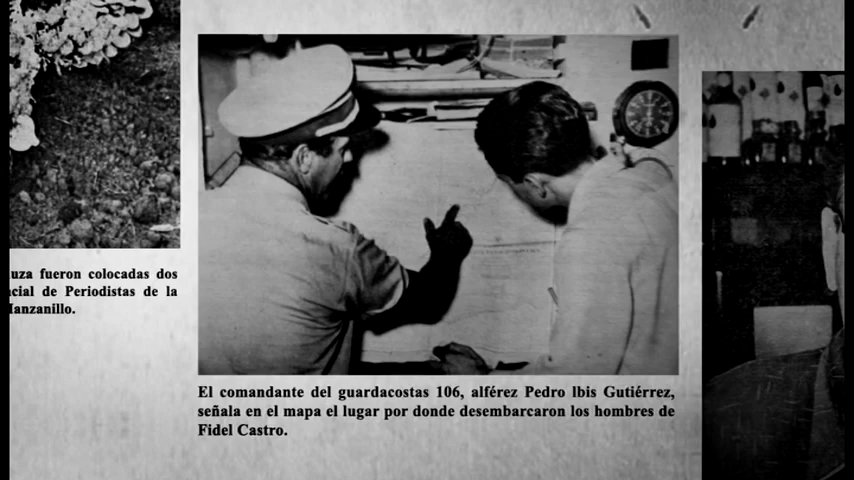 uza fueron colocadas dos
cial de Periodistas de la
Manzanillo.
El comandante del guardacostas 106, alférez Pedro Ibis Gutiérrez,
señala en el mapa el lugar por donde desembarcaron los hombres de
Fidel Castro.